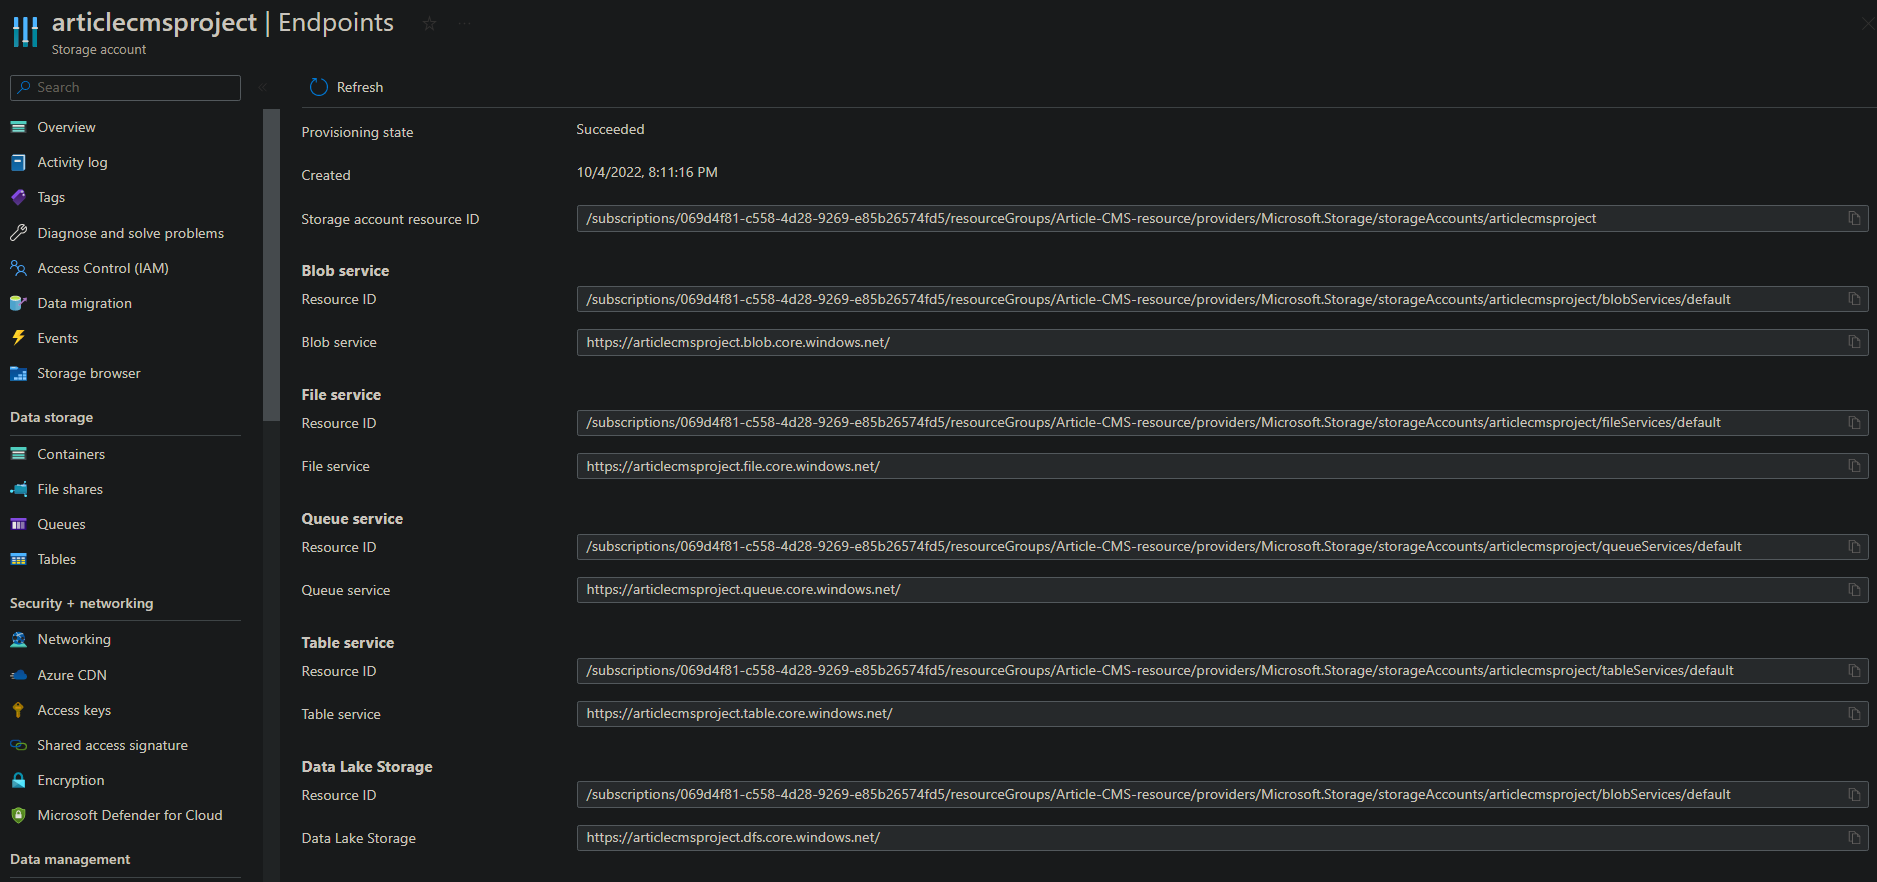 articlecmsproject | Endpoints
Storage account
Search
Overview
Activity log
Tags
Diagnose and solve problems
Access Control (IAM)
Data migration
Events
Storage browser
Data storage
Containers
File shares
Queues
Tables
Security + networking
Networking
Azure CDN
Access keys
Shared access signature
Encryption
Microsoft Defender for Cloud
Data management
Refresh
Provisioning state Succeeded
Created 10/4/2022, 8:11:16 PM
Storage account resource ID /subscriptions/069d4f81-c558-4d28-9269-e85b26574fd5/resourceGroups/Article-CMS-resource/providers/Microsoft.Storage/storageAccounts/articlecmsproject
Blob service
Resource ID /subscriptions/069d4f81-c558-4d28-9269-e85b26574fd5/resourceGroups/Article-CMS-resource/providers/Microsoft.Storage/storageAccounts/articlecmsproject/blobServices/default
Blob service https://articlecmsproject.blob.core.windows.net/
File service
Resource ID /subscriptions/069d4f81-c558-4d28-9269-e85b26574fd5/resourceGroups/Article-CMS-resource/providers/Microsoft.Storage/storageAccounts/articlecmsproject/fileServices/default
File service https://articlecmsproject.file.core.windows.net/
Queue service
Resource ID /subscriptions/069d4f81-c558-4d28-9269-e85b26574fd5/resourceGroups/Article-CMS-resource/providers/Microsoft.Storage/storageAccounts/articlecmsproject/queueServices/default
Queue service https://articlecmsproject.queue.core.windows.net/
Table service
Resource ID /subscriptions/069d4f81-c558-4d28-9269-e85b26574fd5/resourceGroups/Article-CMS-resource/providers/Microsoft.Storage/storageAccounts/articlecmsproject/tableServices/default
Table service https://articlecmsproject.table.core.windows.net/
Data Lake Storage
Resource ID /subscriptions/069d4f81-c558-4d28-9269-e85b26574fd5/resourceGroups/Article-CMS-resource/providers/Microsoft.Storage/storageAccounts/articlecmsproject/blobServices/default
Data Lake Storage https://articlecmsproject.dfs.core.windows.net/